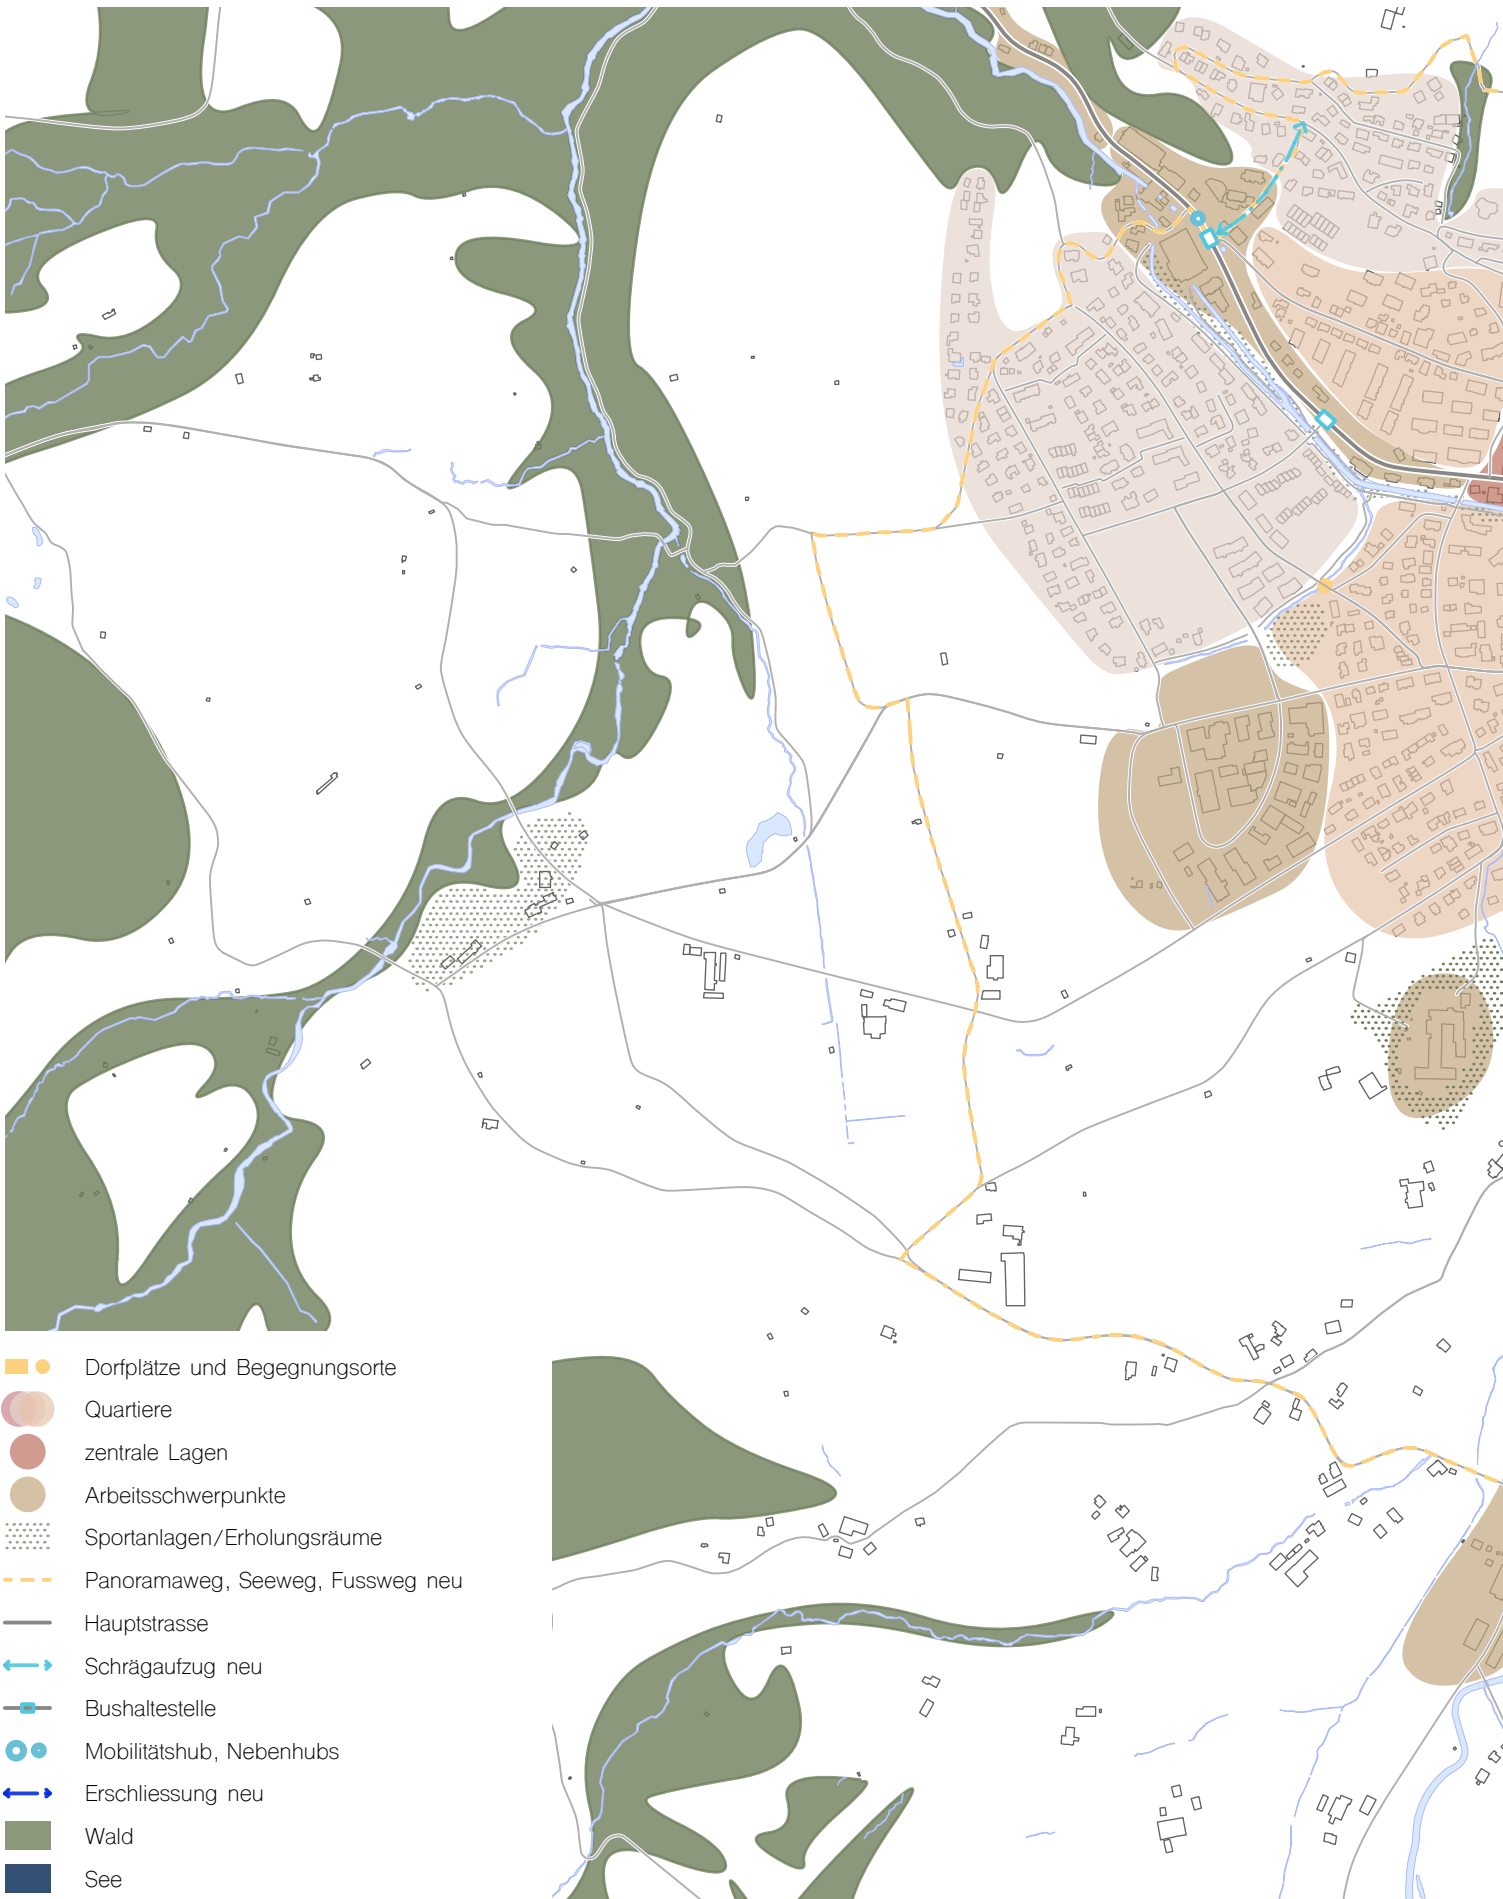 Dorfplätze und Begegnungsorte
Quartiere
zentrale Lagen
Arbeitsschwerpunkte
Sportanlagen/Erholungsräume
Panoramaweg, Seeweg, Fussweg neu
Hauptstrasse
Schrägaufzug neu
Bushaltestelle
Mobilitätshub, Nebenhubs
Erschliessung neu
Wald
See